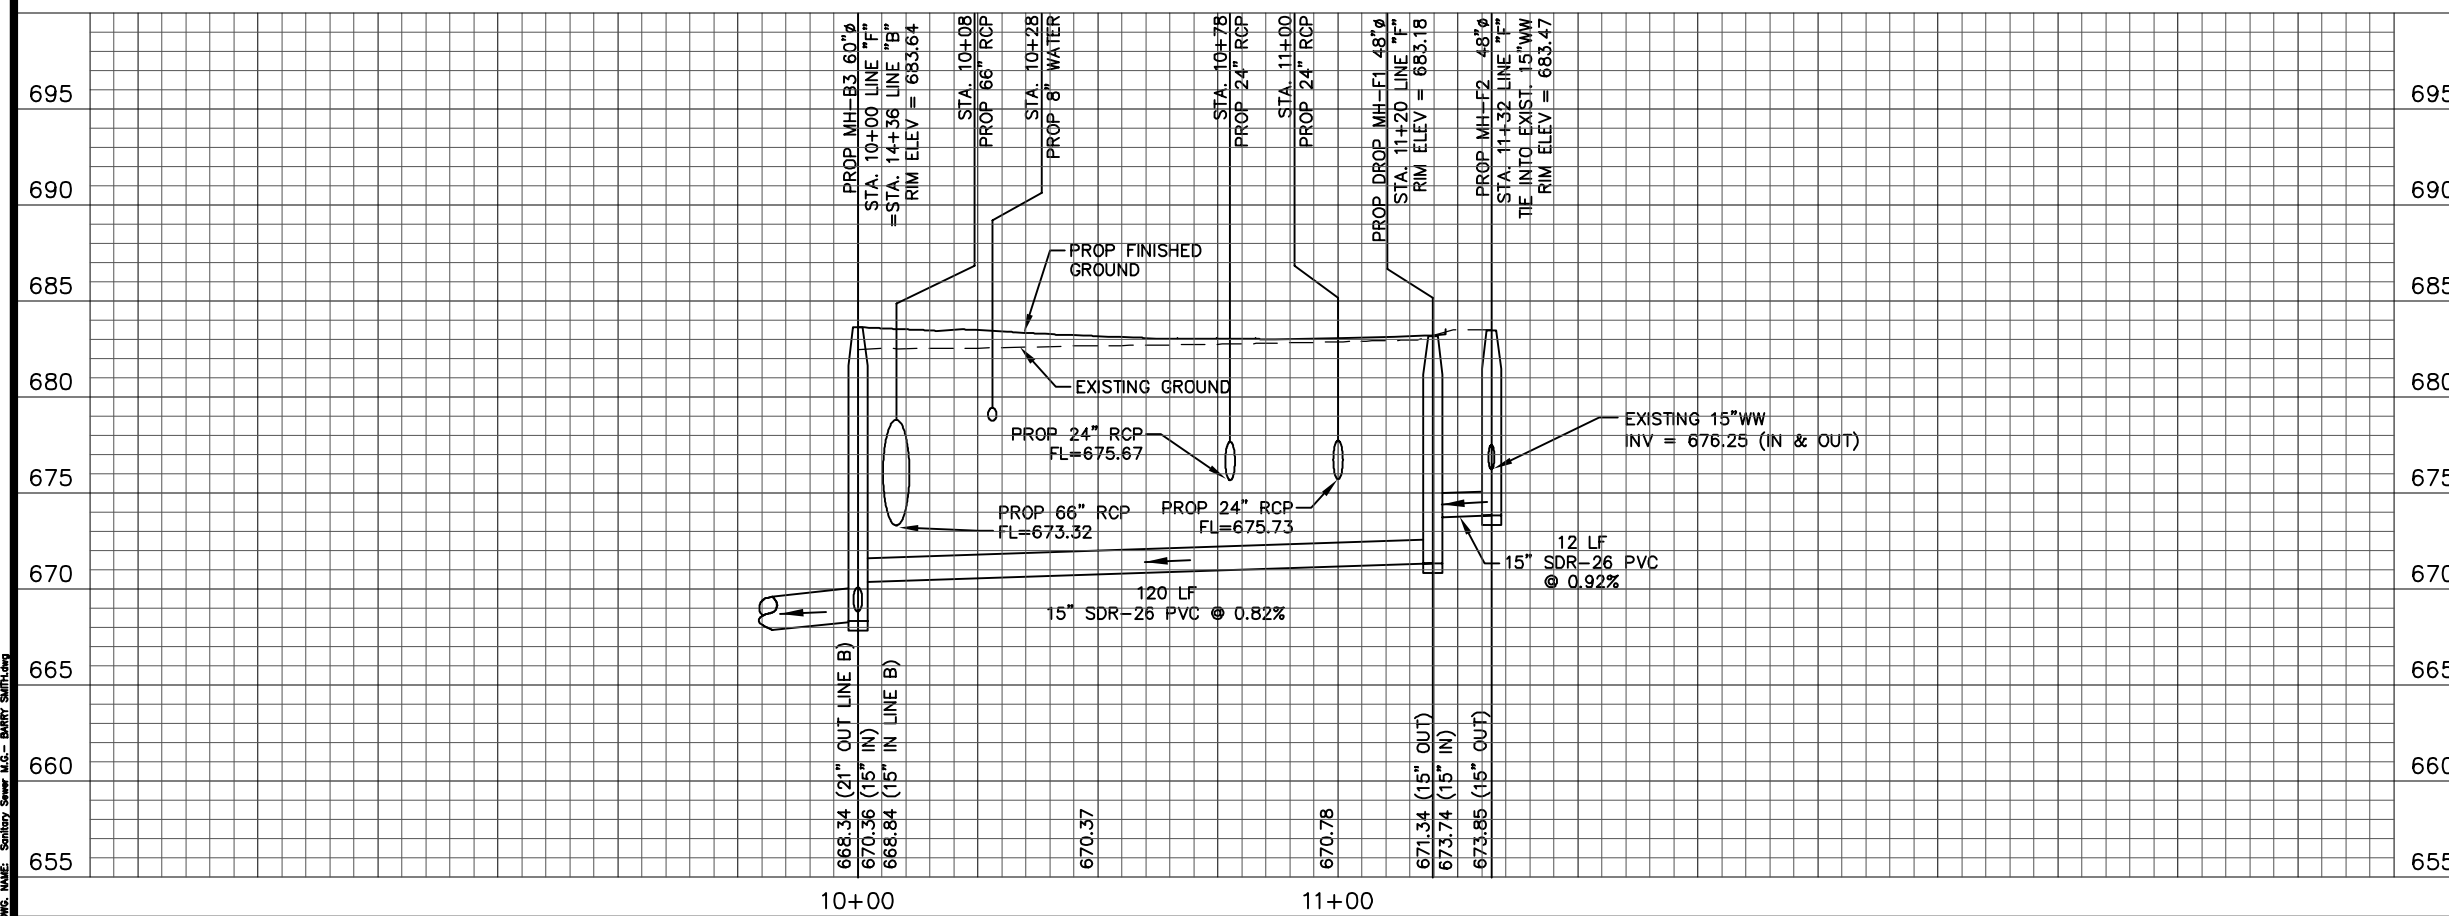 PROP MH-B3 60"ø
STA. 10+00 LINE "F"
=STA. 14+36 LINE "B"
RIM ELEV = 683.64
STA. 10+08
PROP 66" RCP
STA. 10+28
PROP 8" WATER
STA. 10+78
PROP 24" RCP
STA. 11+00
PROP 24" RCP
PROP DROP MH-F1 48"ø
STA. 11+20 LINE "F"
RIM ELEV = 683.18
PROP MH-F2 48"ø
STA. 11+32 LINE "F"
TIE INTO EXIST. 15"WW
RIM ELEV = 683.47
695
695
690
690
685
685
680
680
675
675
670
670
665
665
660
660
655
655
PROP FINISHED
GROUND
EXISTING GROUND
PROP 24" RCP
FL=675.67
EXISTING 15"WW
INV = 676.25 (IN & OUT)
PROP 66" RCP
FL=673.32
PROP 24" RCP
FL=675.73
12 LF
15" SDR-26 PVC
@ 0.92%
120 LF
15" SDR-26 PVC @ 0.82%
668.34 (21" OUT LINE B)
670.36 (15" IN)
668.84 (15" IN LINE B)
670.37
670.78
671.34 (15" OUT)
673.74 (15" IN)
673.85 (15" OUT)
10+00
11+00
DWG. NAME: Sanitary Sewer M.G.- BARRY SMITH.dwg